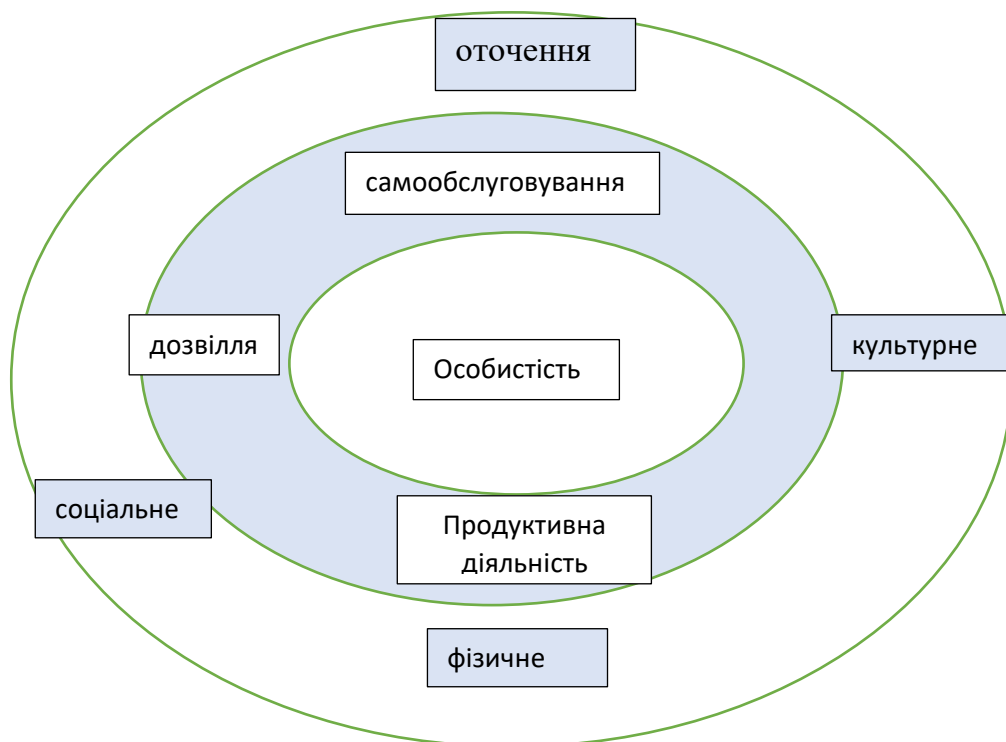 оточення
самообслуговування
дозвілля
культурне
Особистість
соціальне
Продуктивна
діяльність
фізичне